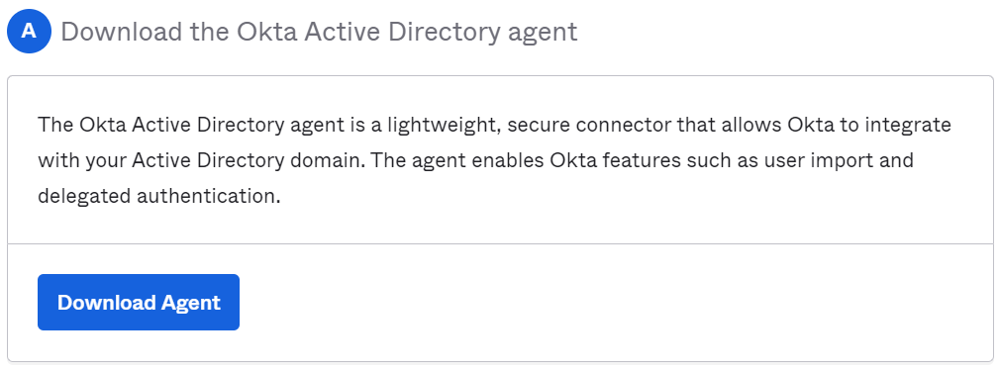 A Download the Okta Active Directory agent
The Okta Active Directory agent is a lightweight, secure connector that allows Okta to integrate
with your Active Directory domain. The agent enables Okta features such as user import and
delegated authentication.
Download Agent